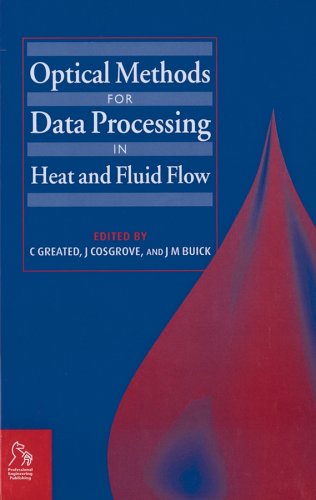 Optical Methods
FOR
Data Processing
IN
Heat and Fluid Flow
EDITED BY
C GREATED, J COSGROVE, AND J M BUICK
Professional
Engineering
Publishing